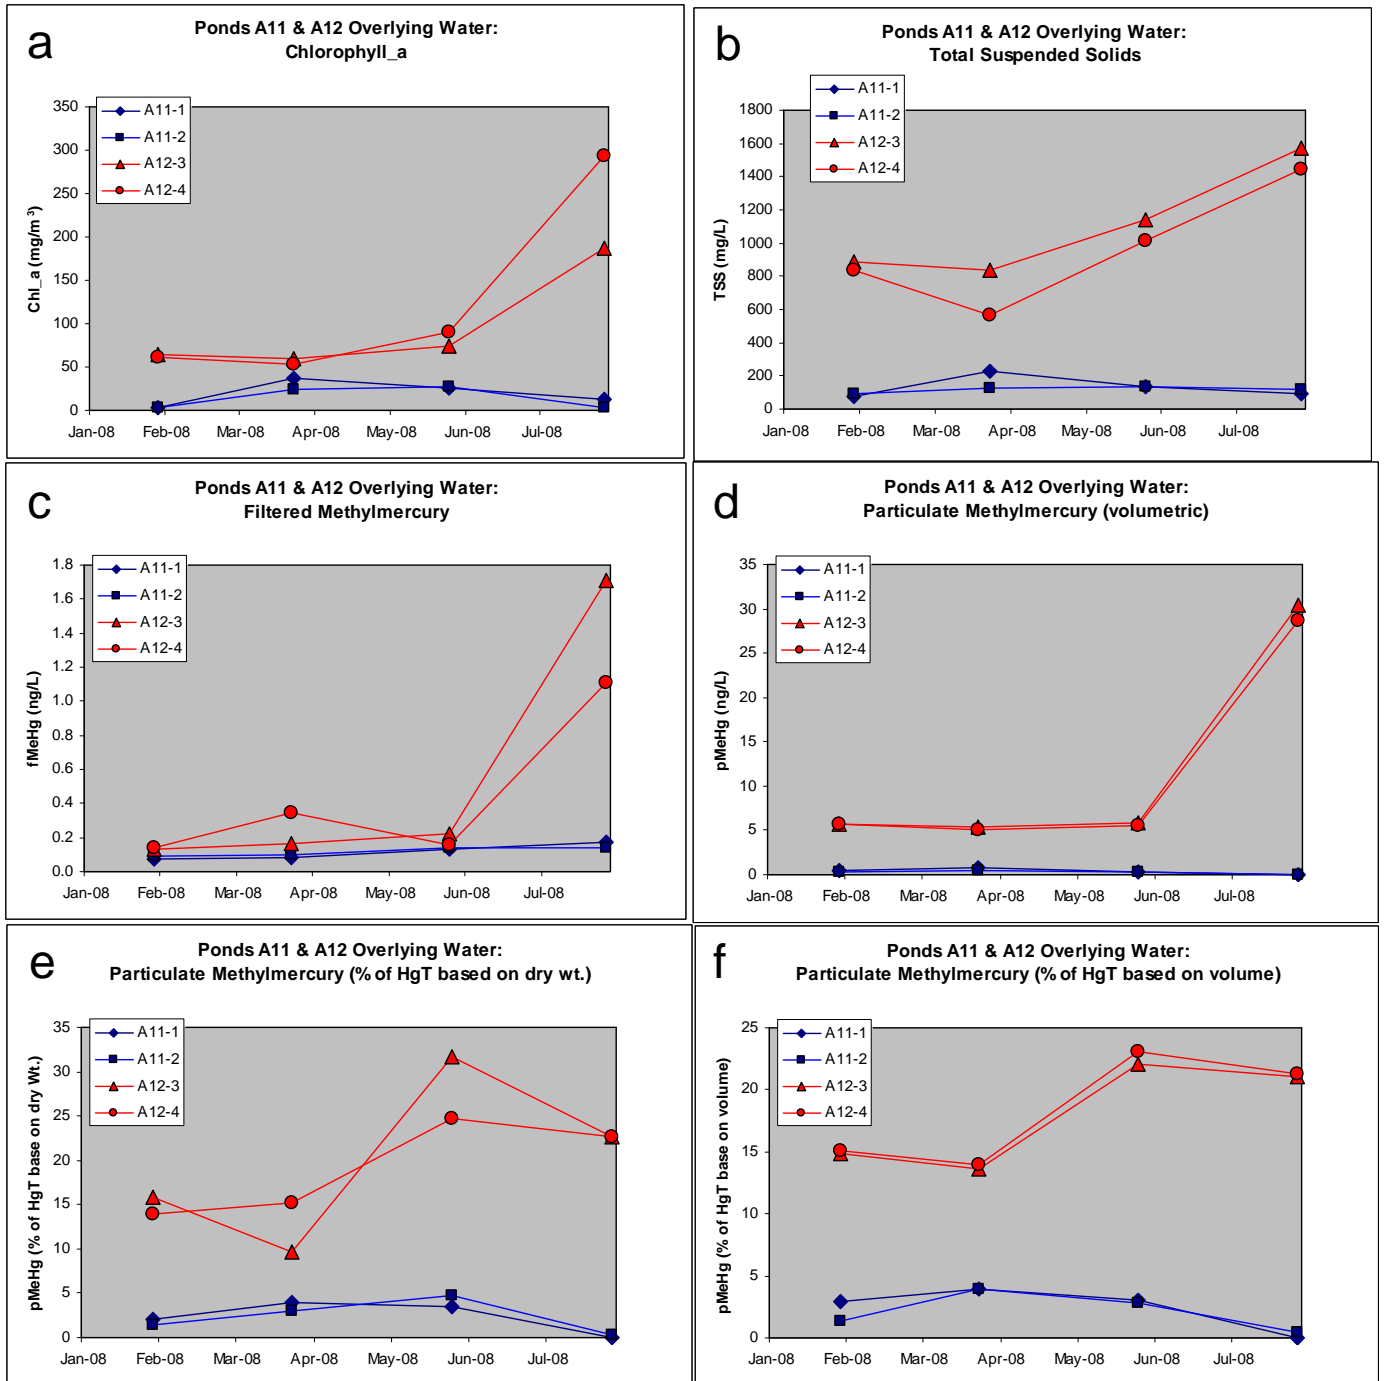 a
Ponds A11 & A12 Overlying Water:
Chlorophyll_a
A11-1
A11-2
A12-3
A12-4
Chl_a (mg/m³)
350
300
250
200
150
100
50
0
Jan-08 Feb-08 Mar-08 Apr-08 May-08 Jun-08 Jul-08
b
Ponds A11 & A12 Overlying Water:
Total Suspended Solids
A11-1
A11-2
A12-3
A12-4
TSS (mg/L)
1800
1600
1400
1200
1000
800
600
400
200
0
Jan-08 Feb-08 Mar-08 Apr-08 May-08 Jun-08 Jul-08
c
Ponds A11 & A12 Overlying Water:
Filtered Methylmercury
A11-1
A11-2
A12-3
A12-4
fMeHg (ng/L)
1.8
1.6
1.4
1.2
1.0
0.8
0.6
0.4
0.2
0.0
Jan-08 Feb-08 Mar-08 Apr-08 May-08 Jun-08 Jul-08
d
Ponds A11 & A12 Overlying Water:
Particulate Methylmercury (volumetric)
A11-1
A11-2
A12-3
A12-4
pMeHg (ng/L)
35
30
25
20
15
10
5
0
Jan-08 Feb-08 Mar-08 Apr-08 May-08 Jun-08 Jul-08
e
Ponds A11 & A12 Overlying Water:
Particulate Methylmercury (% of HgT based on dry wt.)
A11-1
A11-2
A12-3
A12-4
pMeHg (% of HgT base on dry Wt.)
35
30
25
20
15
10
5
0
Jan-08 Feb-08 Mar-08 Apr-08 May-08 Jun-08 Jul-08
f
Ponds A11 & A12 Overlying Water:
Particulate Methylmercury (% of HgT based on volume)
A11-1
A11-2
A12-3
A12-4
pMeHg (% of HgT base on volume)
25
20
15
10
5
0
Jan-08 Feb-08 Mar-08 Apr-08 May-08 Jun-08 Jul-08